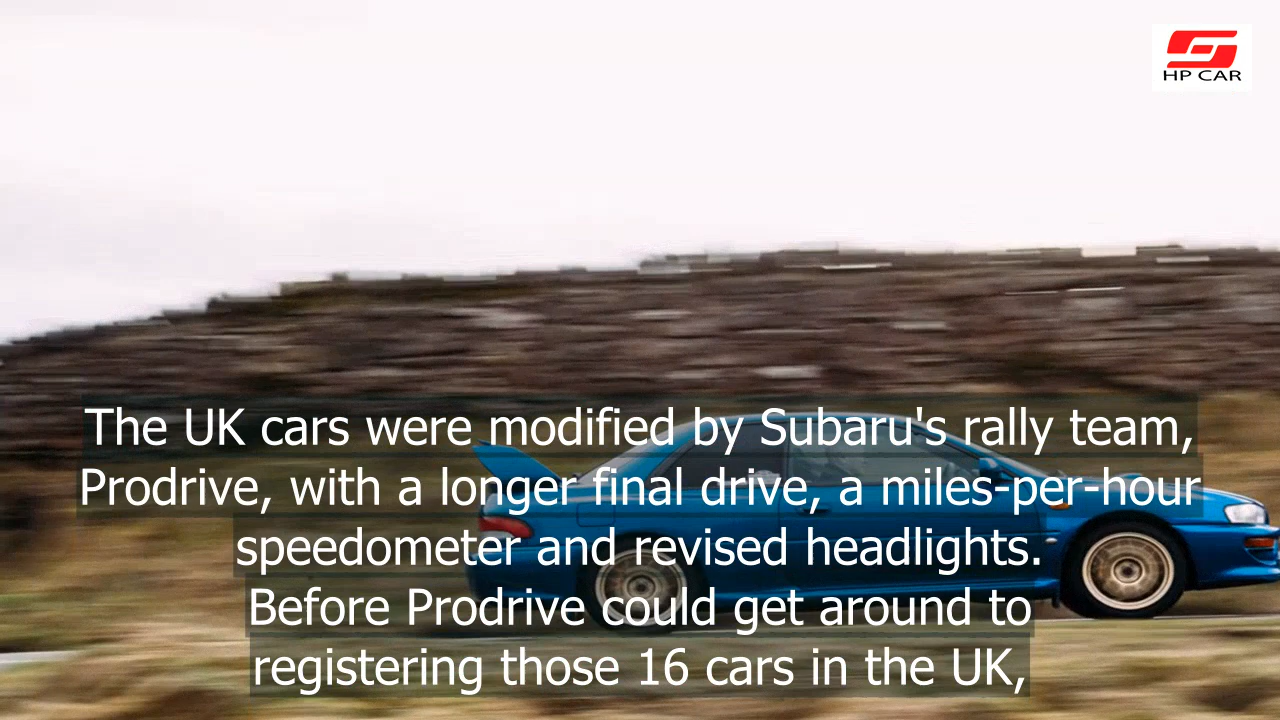 HP CAR
The UK cars were modified by Subaru's rally team,
Prodrive, with a longer final drive, a miles-per-hour
speedometer and revised headlights.
Before Prodrive could get around to
registering those 16 cars in the UK,